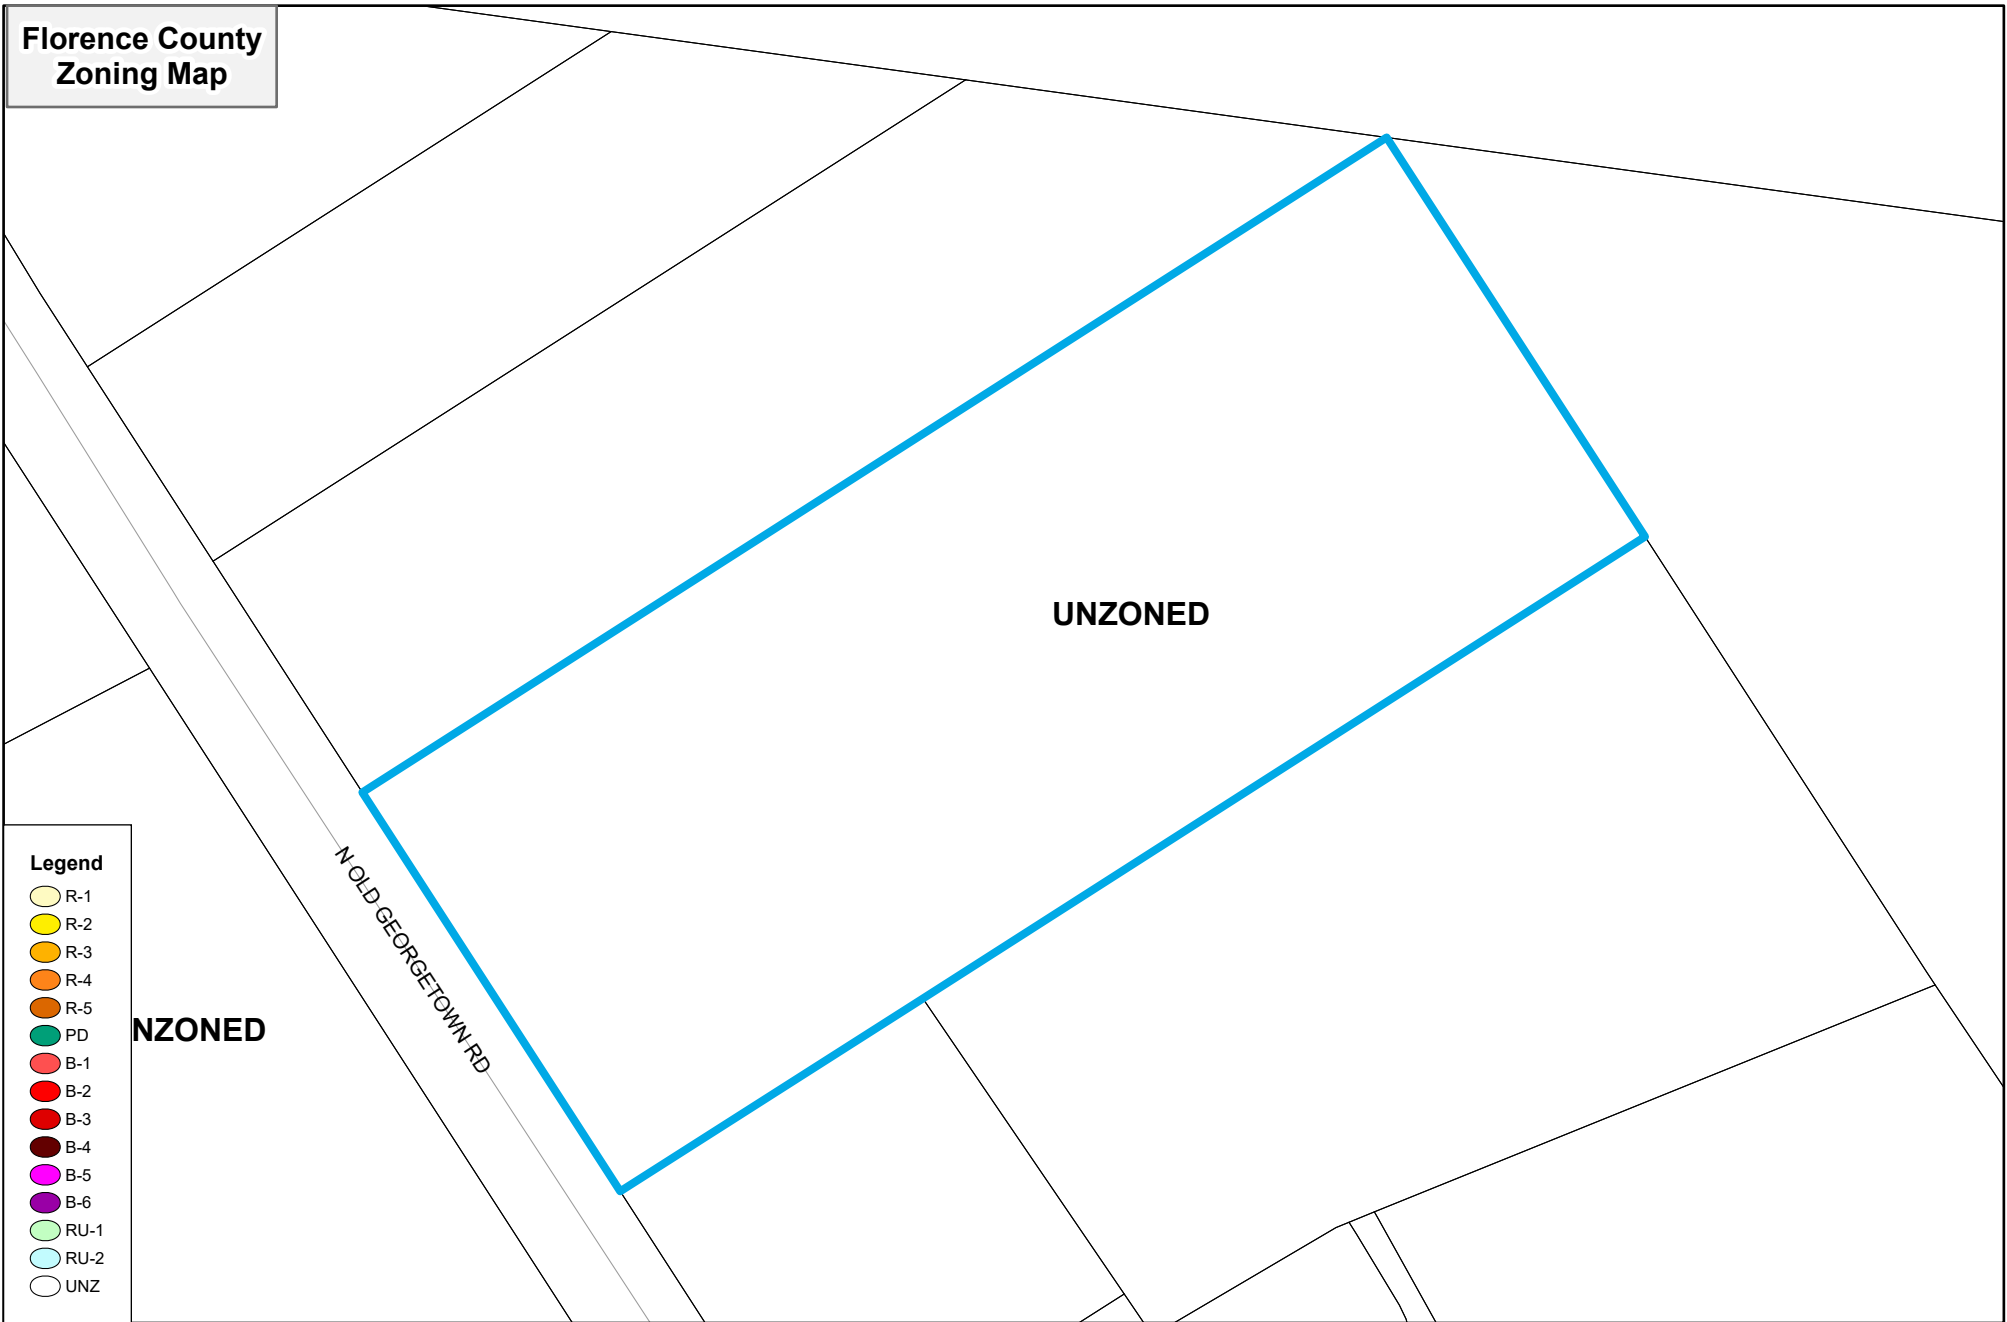 Florence County
Zoning Map
UNZONED
N OLD GEORGETOWN RD
NZONED
Legend
R-1
R-2
R-3
R-4
R-5
PD
B-1
B-2
B-3
B-4
B-5
B-6
RU-1
RU-2
UNZ